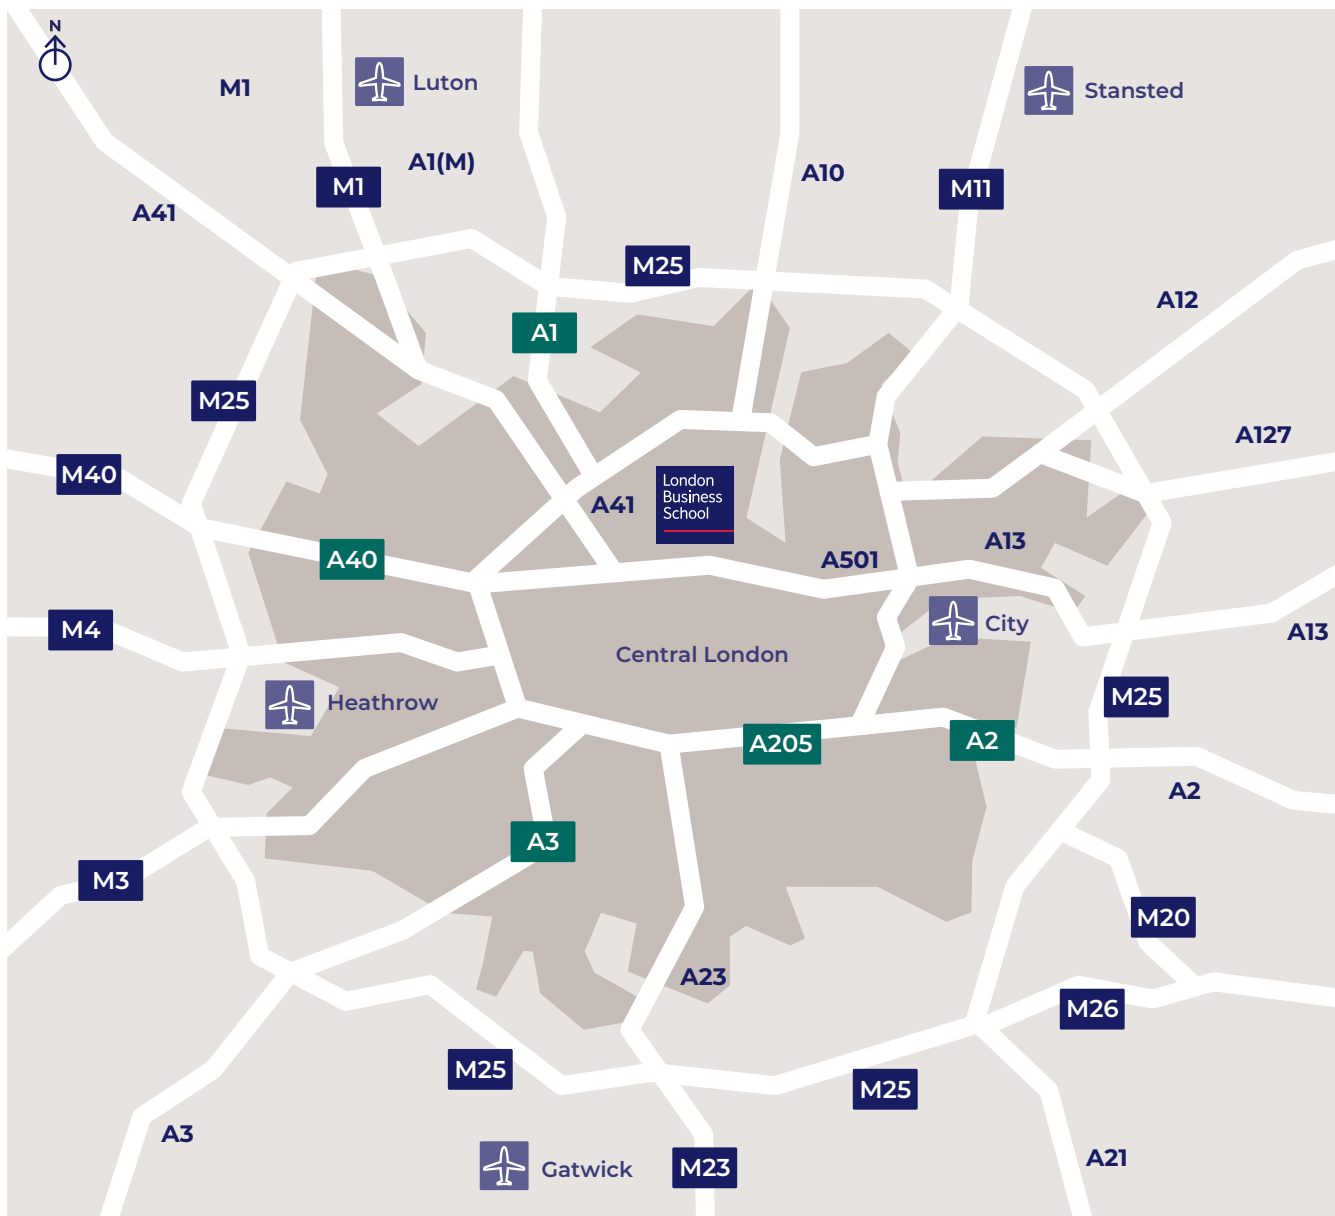 N
M1
Luton
Stansted
A1(M)
A10
M1
M11
A41
M25
A12
A1
M25
A127
M40
London
Business
School
A41
A13
A40
A501
M4
City
A13
Central London
Heathrow
M25
A205
A2
A2
A3
M3
M20
A23
M26
M25
M25
A3
A21
Gatwick
M23